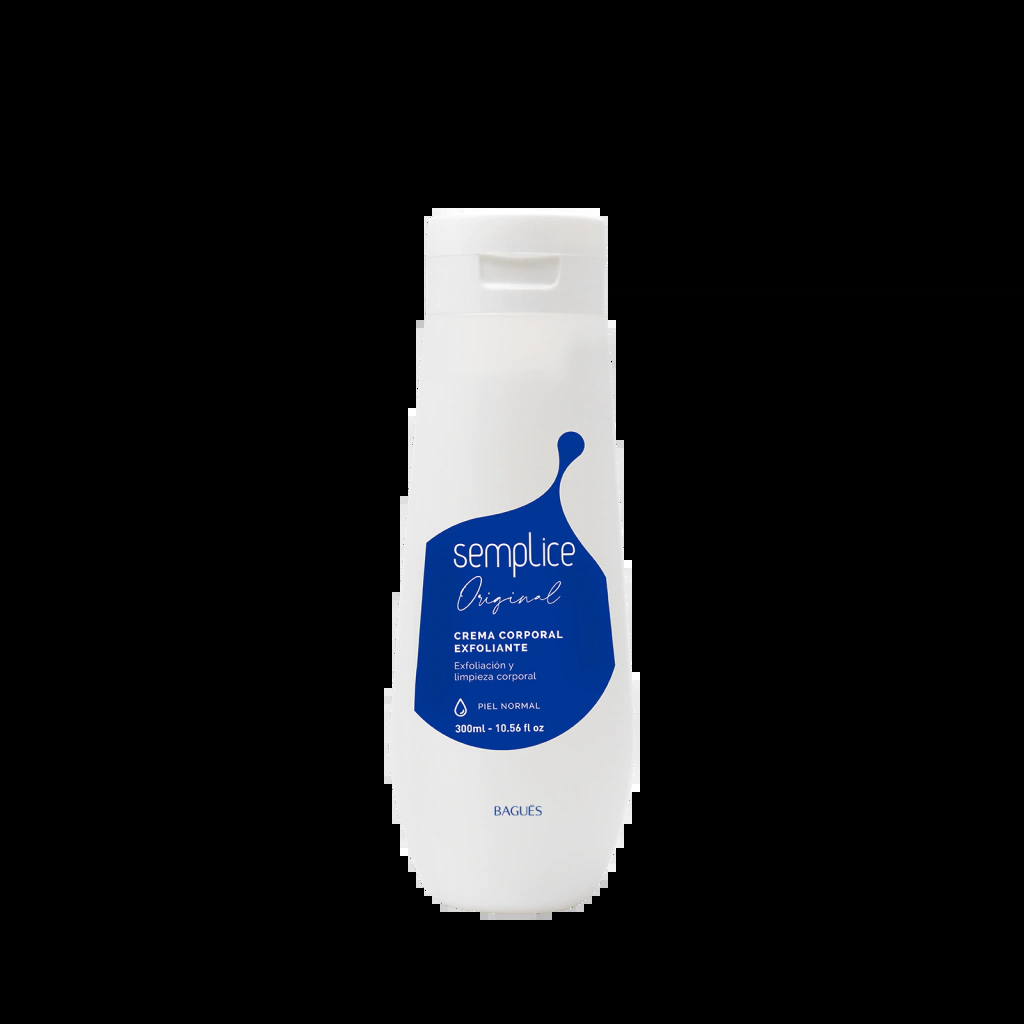 semplice
Original
CREMA CORPORAL
EXFOLIANTE
Exfoliación y
limpieza corporal
PIEL NORMAL
300ml - 10.56 fl oz
BAGUÉS